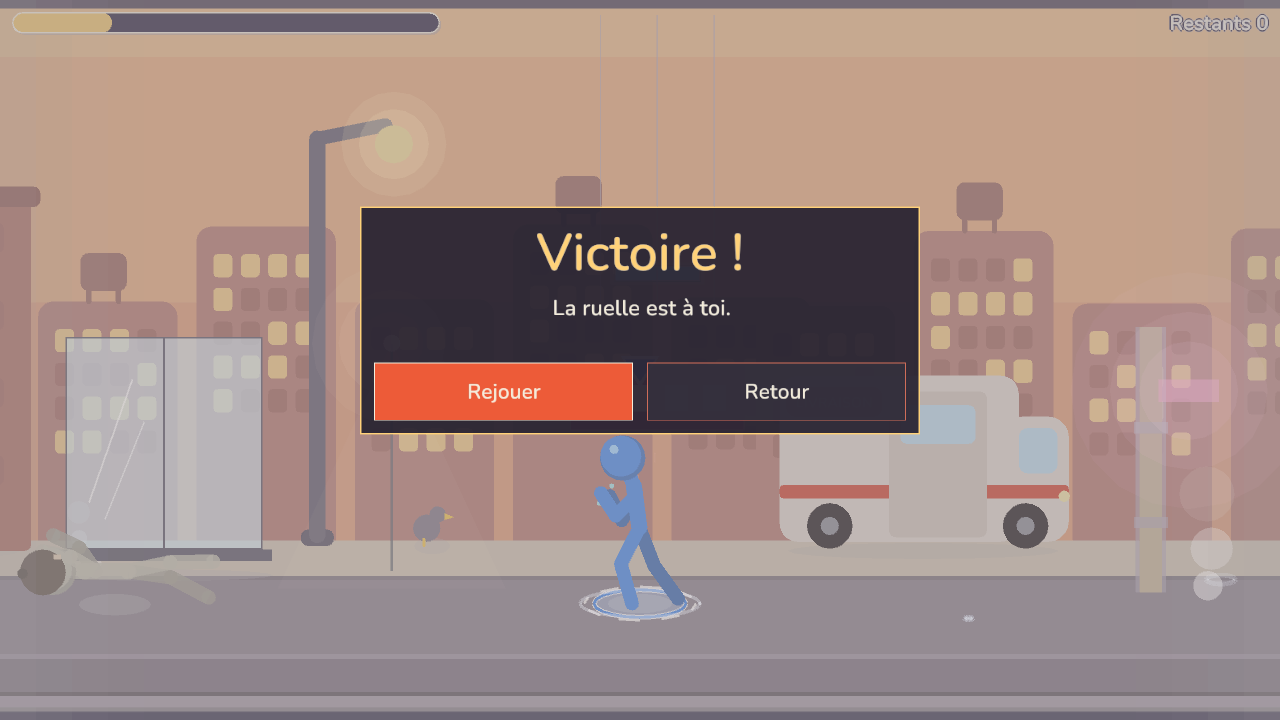 Restants 0
Victoire !
La ruelle est à toi.
Rejouer
Retour